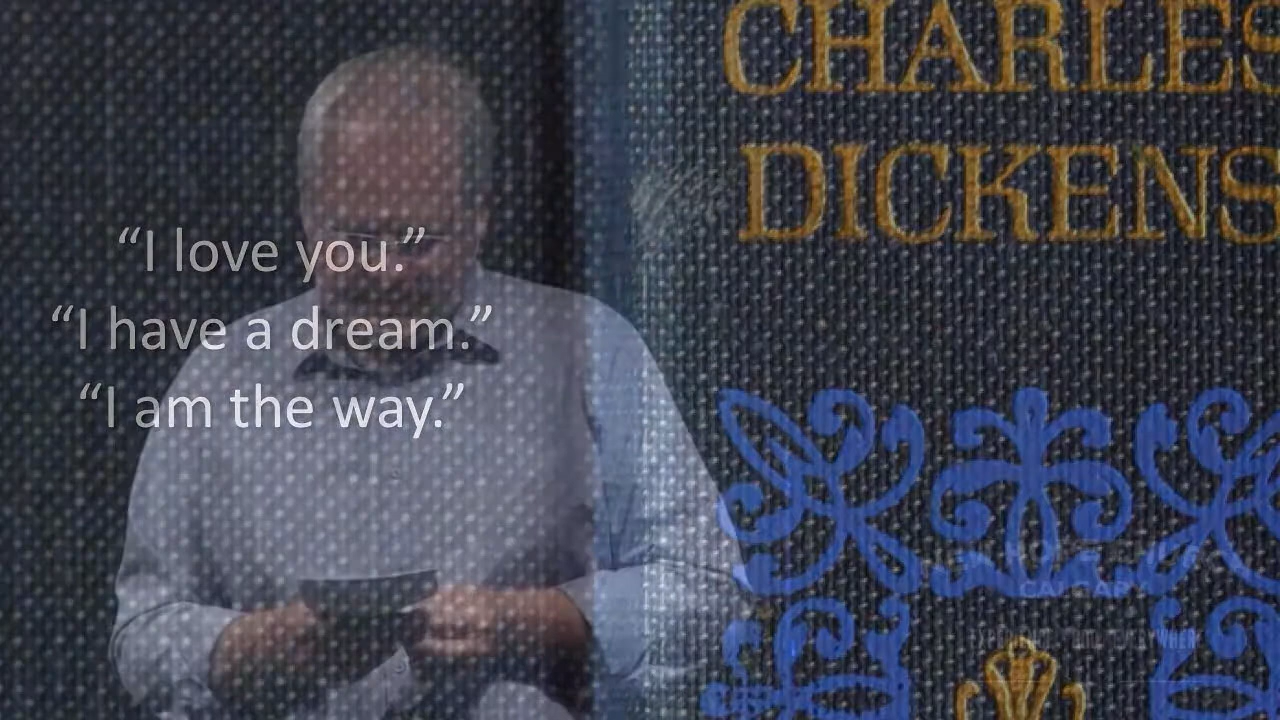 “I love you.”
“I have a dream.”
“I am the way.”
CHARLES
DICKENS